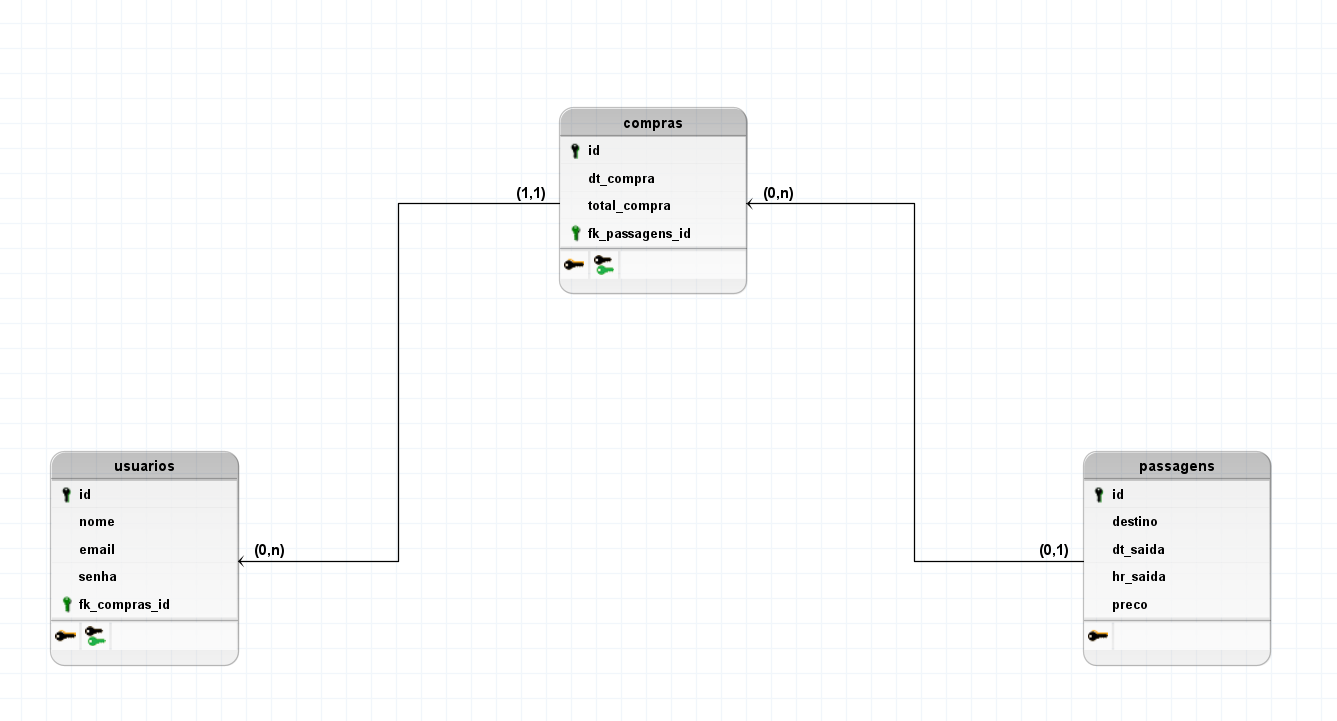 compras
id
dt_compra
total_compra
fk_passagens_id
(1,1)
(0,n)
usuarios
id
nome
email
senha
fk_compras_id
(0,n)
(0,1)
passagens
id
destino
dt_saida
hr_saida
preco